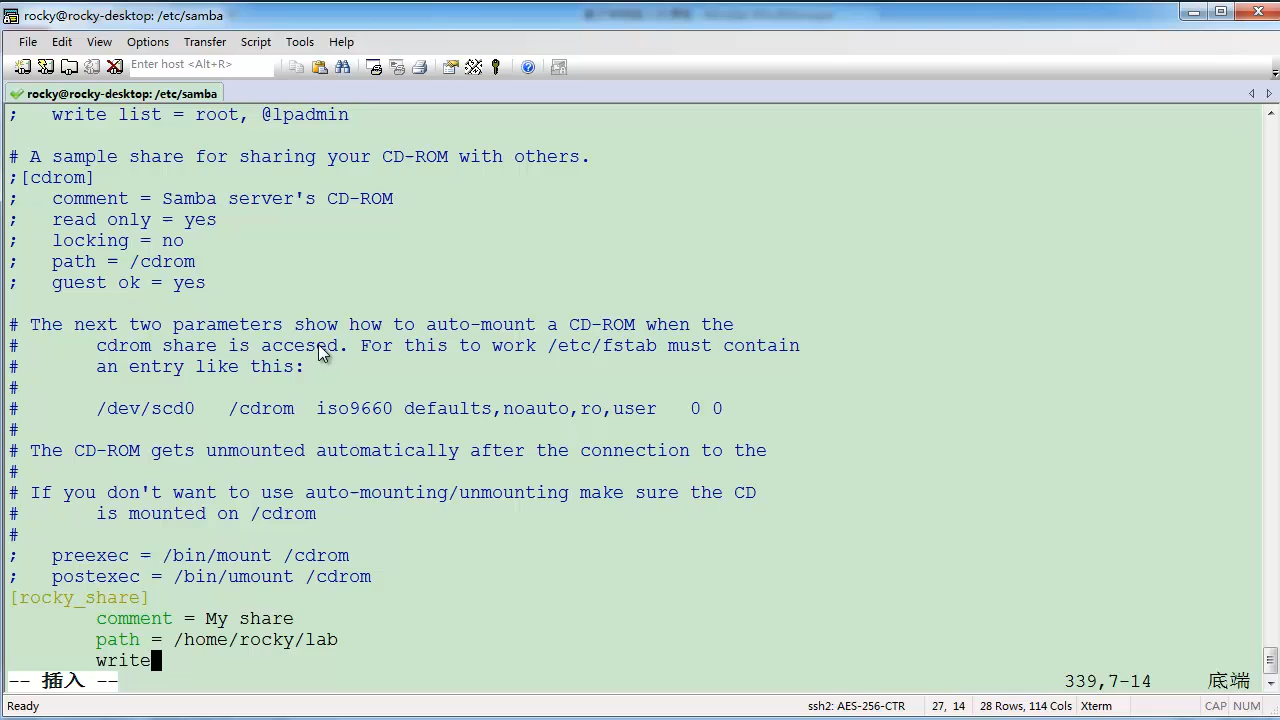 rocky@rocky-desktop: /etc/samba
File Edit View Options Transfer Script Tools Help
Enter host <Alt+R>
rocky@rocky-desktop: /etc/samba
;   write list = root, @lpadmin
# A sample share for sharing your CD-ROM with others.
;[cdrom]
;   comment = Samba server's CD-ROM
;   read only = yes
;   locking = no
;   path = /cdrom
;   guest ok = yes
# The next two parameters show how to auto-mount a CD-ROM when the
#       cdrom share is accesed. For this to work /etc/fstab must contain
#       an entry like this:
#
#       /dev/scd0   /cdrom  iso9660 defaults,noauto,ro,user   0 0
#
# The CD-ROM gets unmounted automatically after the connection to the
#
# If you don't want to use auto-mounting/unmounting make sure the CD
#       is mounted on /cdrom
#
;   preexec = /bin/mount /cdrom
;   postexec = /bin/umount /cdrom
[rocky_share]
        comment = My share
        path = /home/rocky/lab
        write
-- 插入 -- 339,7-14 底端
Ready ssh2: AES-256-CTR 27, 14 28 Rows, 114 Cols Xterm CAP NUM